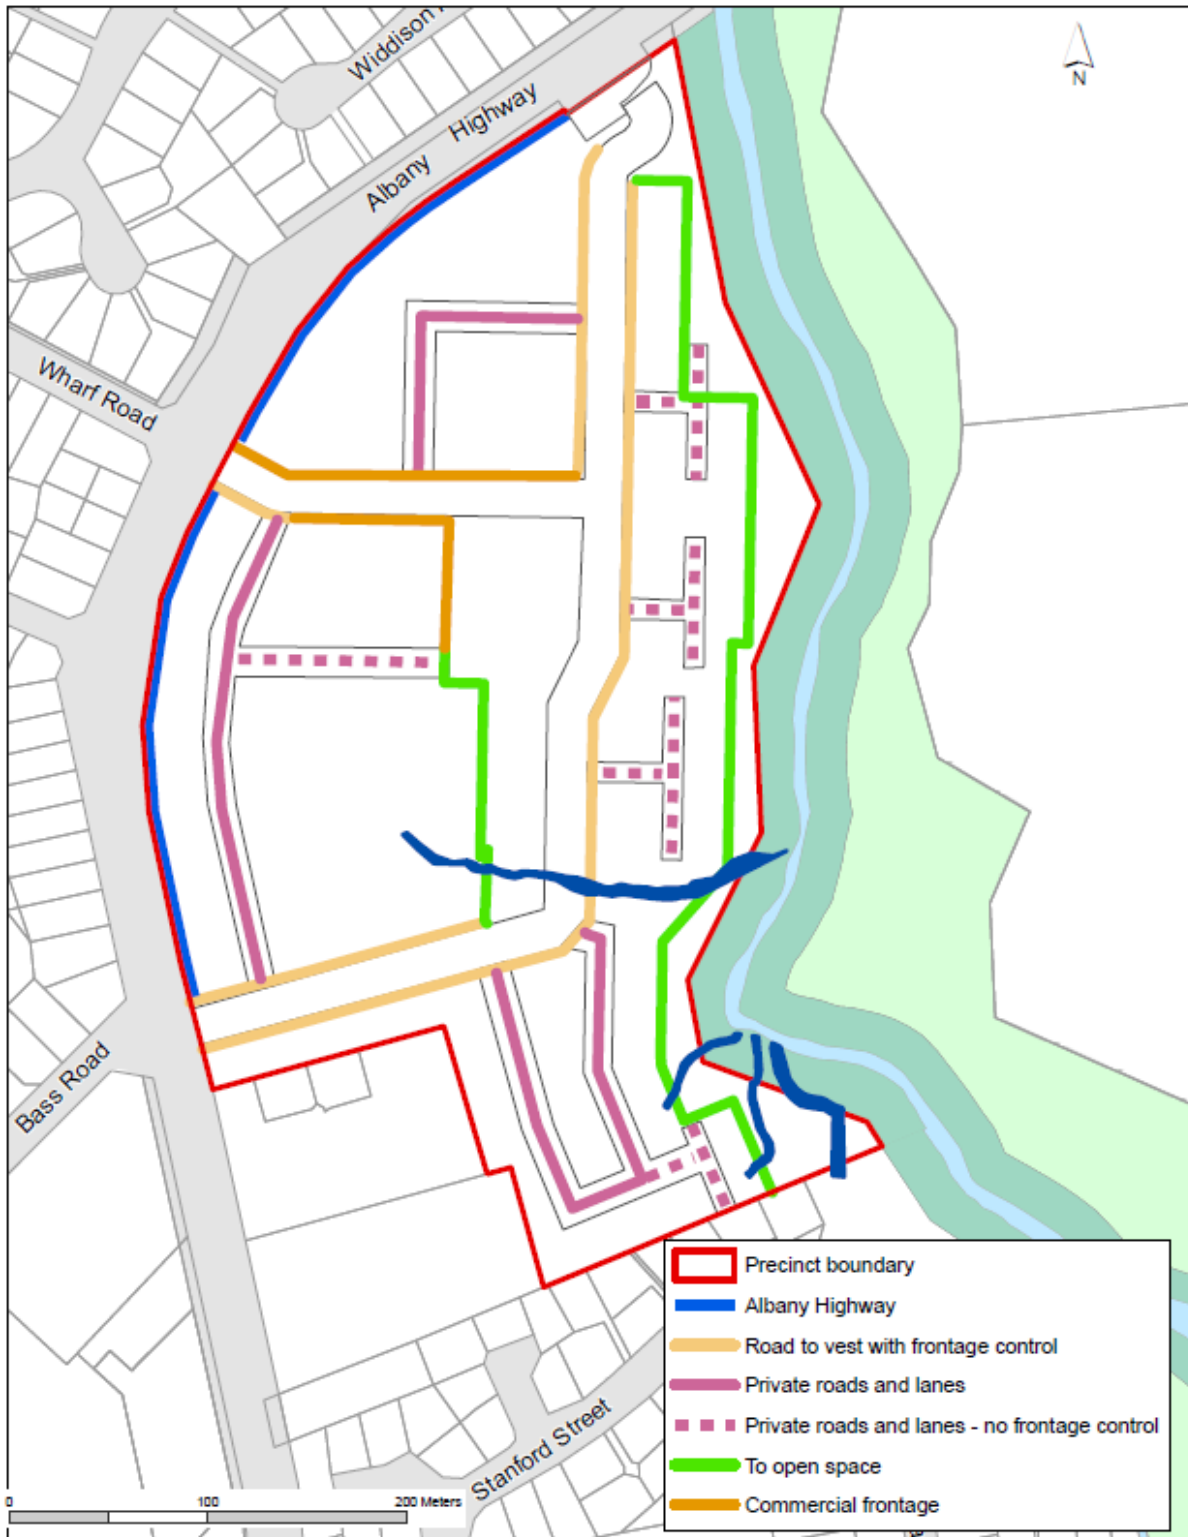 Widdison
Albany Highway
N
Wharf Road
Bass Road
Stanford Street
Precinct boundary
Albany Highway
Road to vest with frontage control
Private roads and lanes
Private roads and lanes - no frontage control
To open space
Commercial frontage
0 100 200 Meters